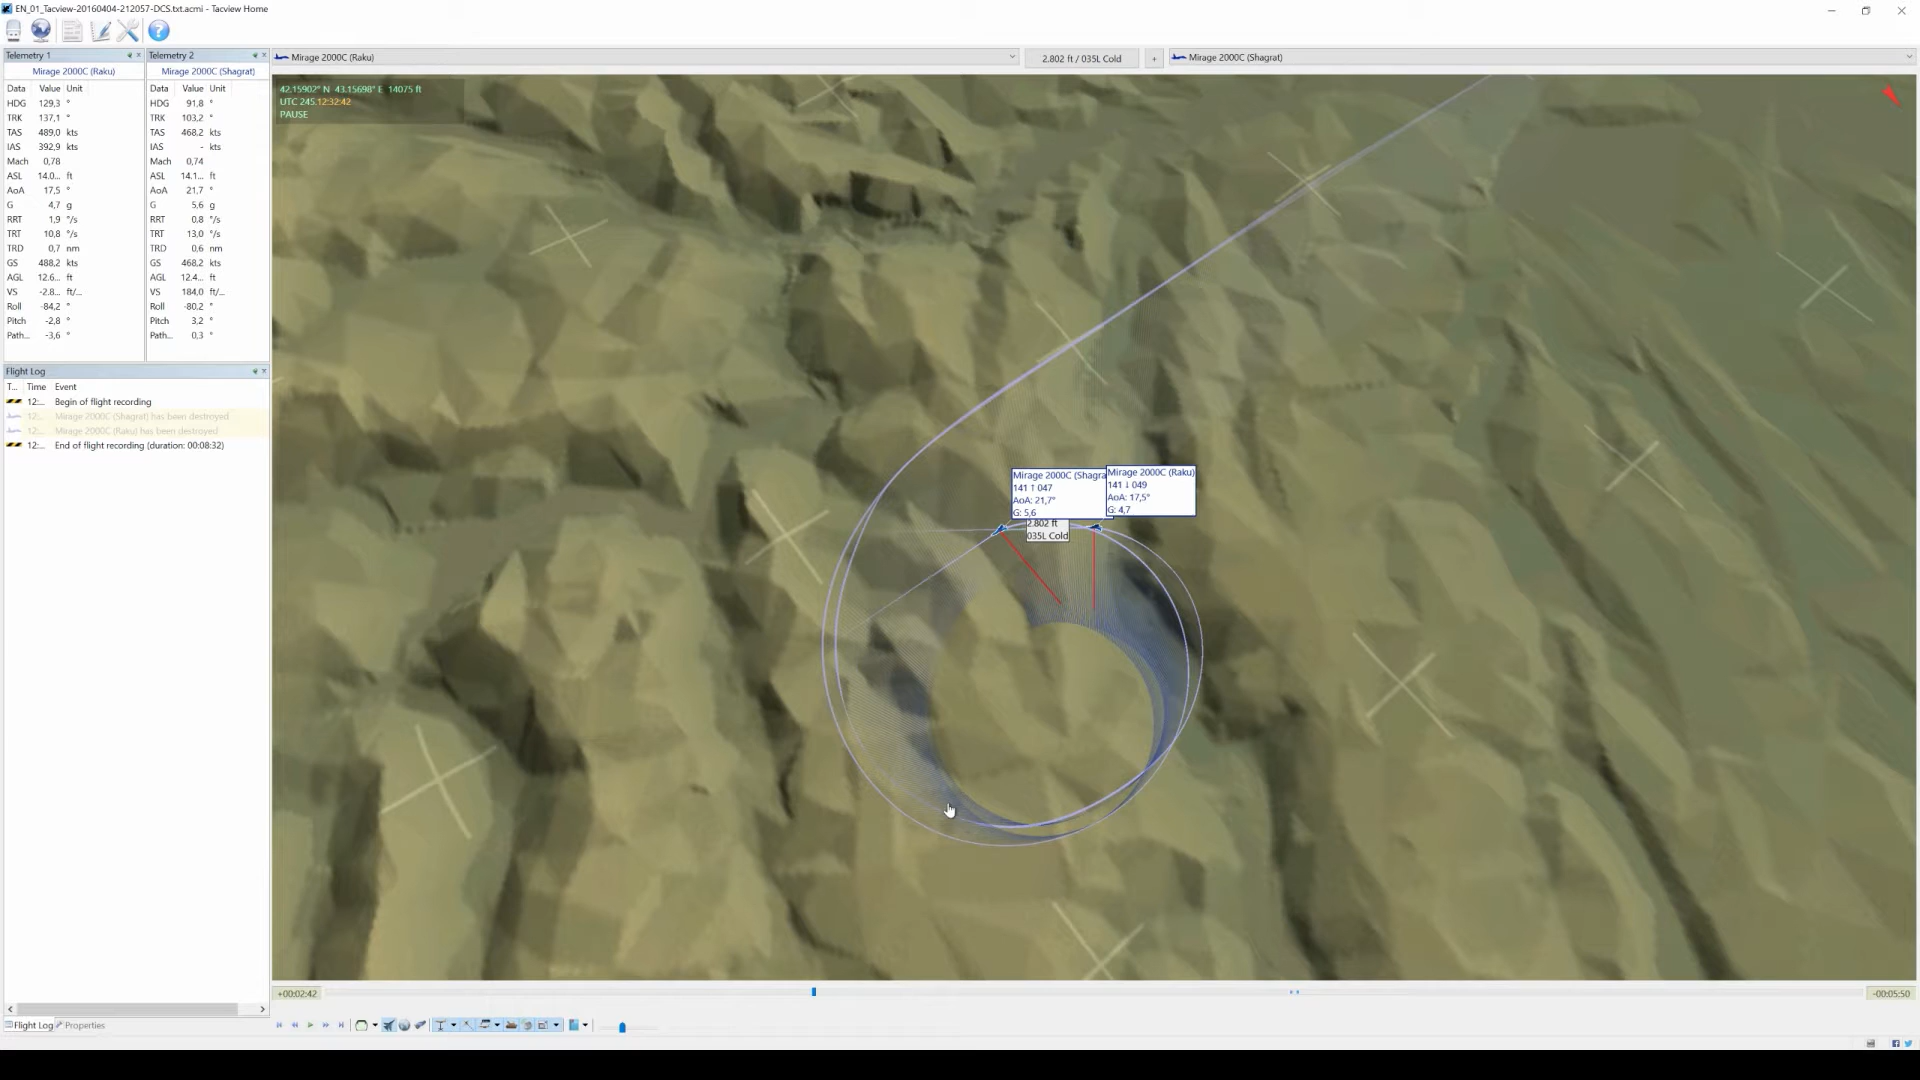 EN_01_Tacview-20160404-212057-DCS.txt.acmi - Tacview Home
Telemetry 1
Mirage 2000C (Raku)
Data Value Unit
HDG 129,3 °
TRK 137,1 °
TAS 489,0 kts
IAS 392,9 kts
Mach 0,78
ASL 14.0... ft
AoA 17,5 °
G 4,7 g
RRT 1,9 °/s
TRT 10,8 °/s
TRD 0,7 nm
GS 488,2 kts
AGL 12.6... ft
VS -2.8... ft/...
Roll -84,2 °
Pitch -2,8 °
Path... -3,6 °
Telemetry 2
Mirage 2000C (Shagrat)
Data Value Unit
HDG 91,8 °
TRK 103,2 °
TAS 468,2 kts
IAS - kts
Mach 0,74
ASL 14.1... ft
AoA 21,7 °
G 5,6 g
RRT 0,8 °/s
TRT 13,0 °/s
TRD 0,6 nm
GS 468,2 kts
AGL 12.4... ft
VS 184,0 ft/...
Roll -80,2 °
Pitch 3,2 °
Path... 0,3 °
Flight Log
T... Time Event
12:... Begin of flight recording
12:... Mirage 2000C (Shagrat) has been destroyed
12:... Mirage 2000C (Raku) has been destroyed
12:... End of flight recording (duration: 00:08:32)
Flight Log Properties
Mirage 2000C (Raku)
2.802 ft / 035L Cold
+
Mirage 2000C (Shagrat)
42.15902° N 43.15698° E 14075 ft
UTC 245.12:32:42
PAUSE
Mirage 2000C (Shagra
141 ↑ 047
AoA: 21,7°
G: 5,6
Mirage 2000C (Raku)
141 ↓ 049
AoA: 17,5°
G: 4,7
2.802 ft
035L Cold
+00:02:42
-00:05:50